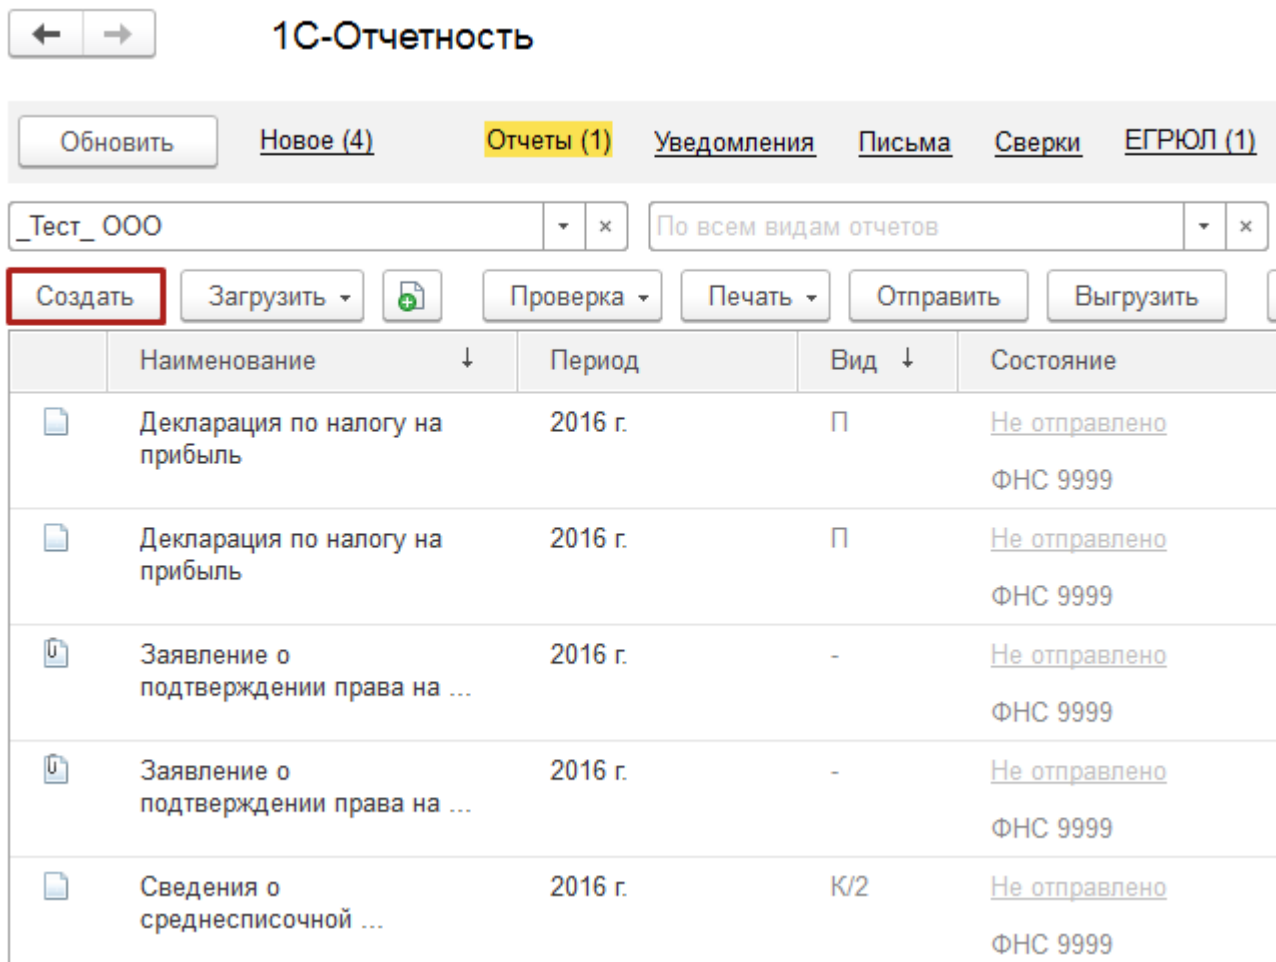 1С-Отчетность
Обновить Новое (4) Отчеты (1) Уведомления Письма Сверки ЕГРЮЛ (1)
_Тест_ ООО По всем видам отчетов
Создать Загрузить Проверка Печать Отправить Выгрузить
Наименование ↓ Период Вид ↓ Состояние
Декларация по налогу на 2016 г. П Не отправлено
прибыль
ФНС 9999
Декларация по налогу на 2016 г. П Не отправлено
прибыль
ФНС 9999
Заявление о 2016 г. - Не отправлено
подтверждении права на ...
ФНС 9999
Заявление о 2016 г. - Не отправлено
подтверждении права на ...
ФНС 9999
Сведения о 2016 г. К/2 Не отправлено
среднесписочной ...
ФНС 9999